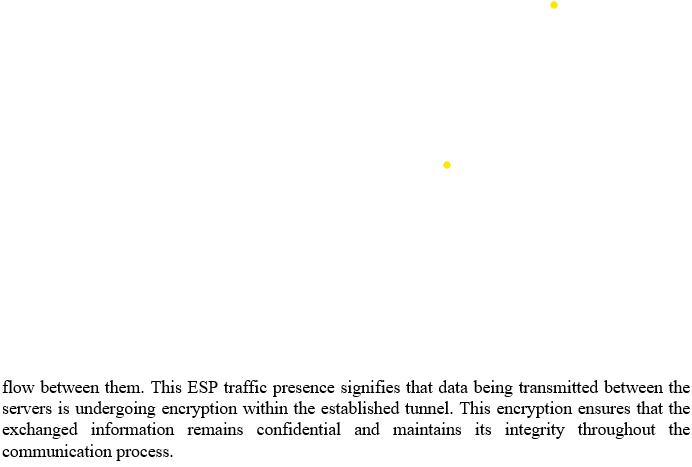 flow between them. This ESP traffic presence signifies that data being transmitted between the
servers is undergoing encryption within the established tunnel. This encryption ensures that the
exchanged information remains confidential and maintains its integrity throughout the
communication process.